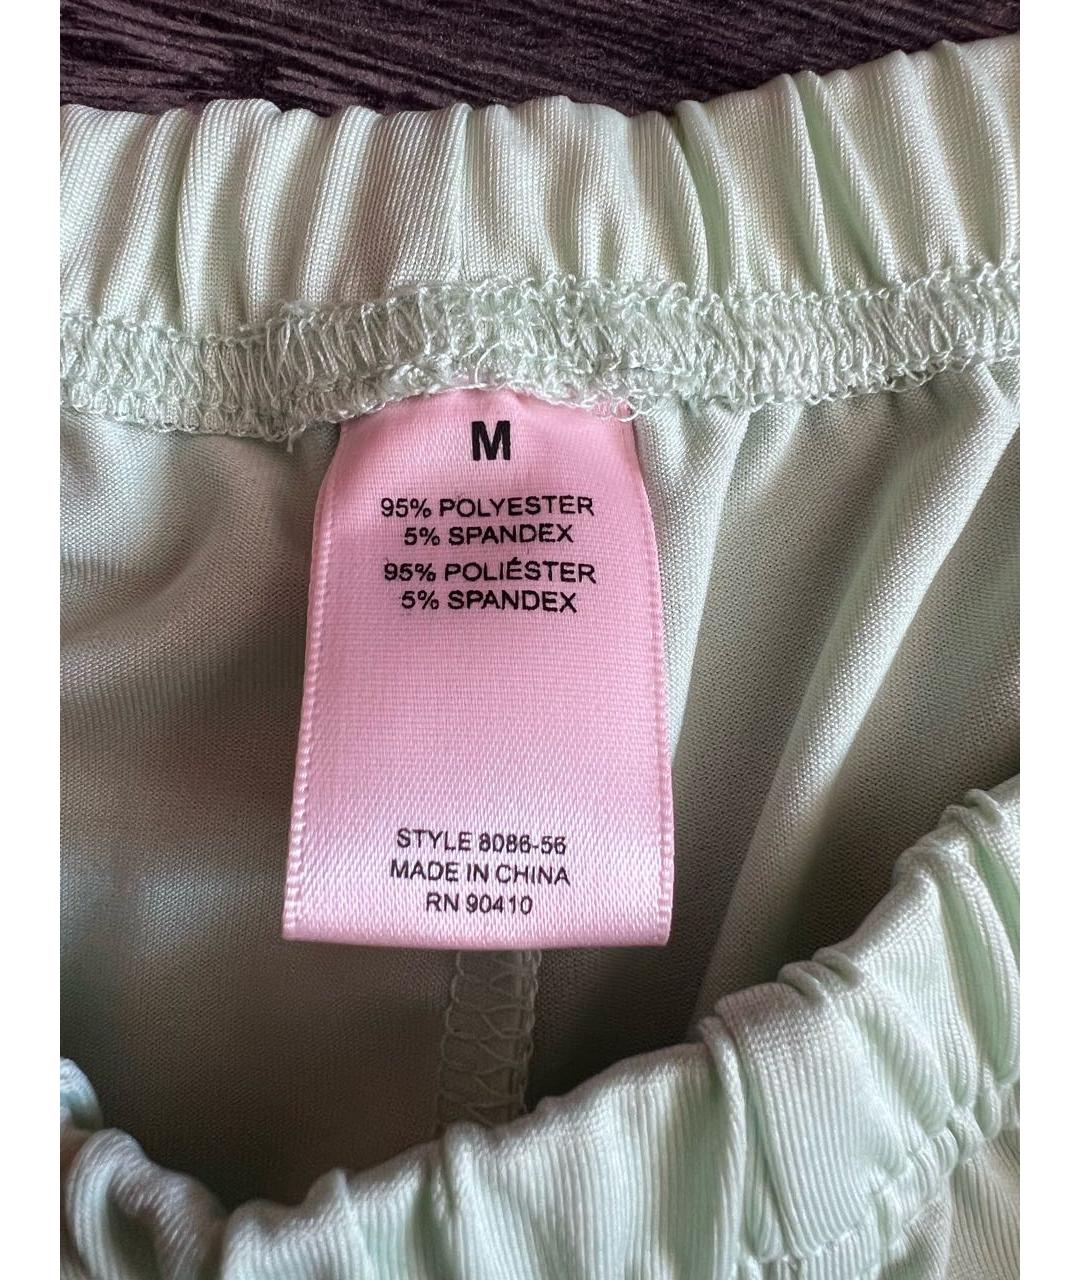 M
95% POLYESTER
5% SPANDEX
95% POLIÉSTER
5% SPANDEX
STYLE 8086-56
MADE IN CHINA
RN 90410